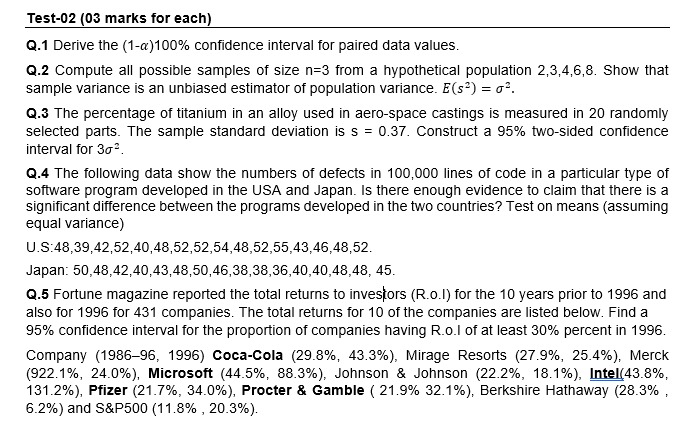 Test-02 (03 marks for each)
Q.1 Derive the (1-α)100% confidence interval for paired data values.
Q.2 Compute all possible samples of size n=3 from a hypothetical population 2,3,4,6,8. Show that
sample variance is an unbiased estimator of population variance. E(s²) = σ².
Q.3 The percentage of titanium in an alloy used in aero-space castings is measured in 20 randomly
selected parts. The sample standard deviation is s = 0.37. Construct a 95% two-sided confidence
interval for 3σ².
Q.4 The following data show the numbers of defects in 100,000 lines of code in a particular type of
software program developed in the USA and Japan. Is there enough evidence to claim that there is a
significant difference between the programs developed in the two countries? Test on means (assuming
equal variance)
U.S:48,39,42,52,40,48,52,52,54,48,52,55,43,46,48,52.
Japan: 50,48,42,40,43,48,50,46,38,38,36,40,40,48,48, 45.
Q.5 Fortune magazine reported the total returns to investors (R.o.I) for the 10 years prior to 1996 and
also for 1996 for 431 companies. The total returns for 10 of the companies are listed below. Find a
95% confidence interval for the proportion of companies having R.o.I of at least 30% percent in 1996.
Company (1986–96, 1996) Coca-Cola (29.8%, 43.3%), Mirage Resorts (27.9%, 25.4%), Merck
(922.1%, 24.0%), Microsoft (44.5%, 88.3%), Johnson & Johnson (22.2%, 18.1%), Intel(43.8%,
131.2%), Pfizer (21.7%, 34.0%), Procter & Gamble ( 21.9% 32.1%), Berkshire Hathaway (28.3% ,
6.2%) and S&P500 (11.8% , 20.3%).